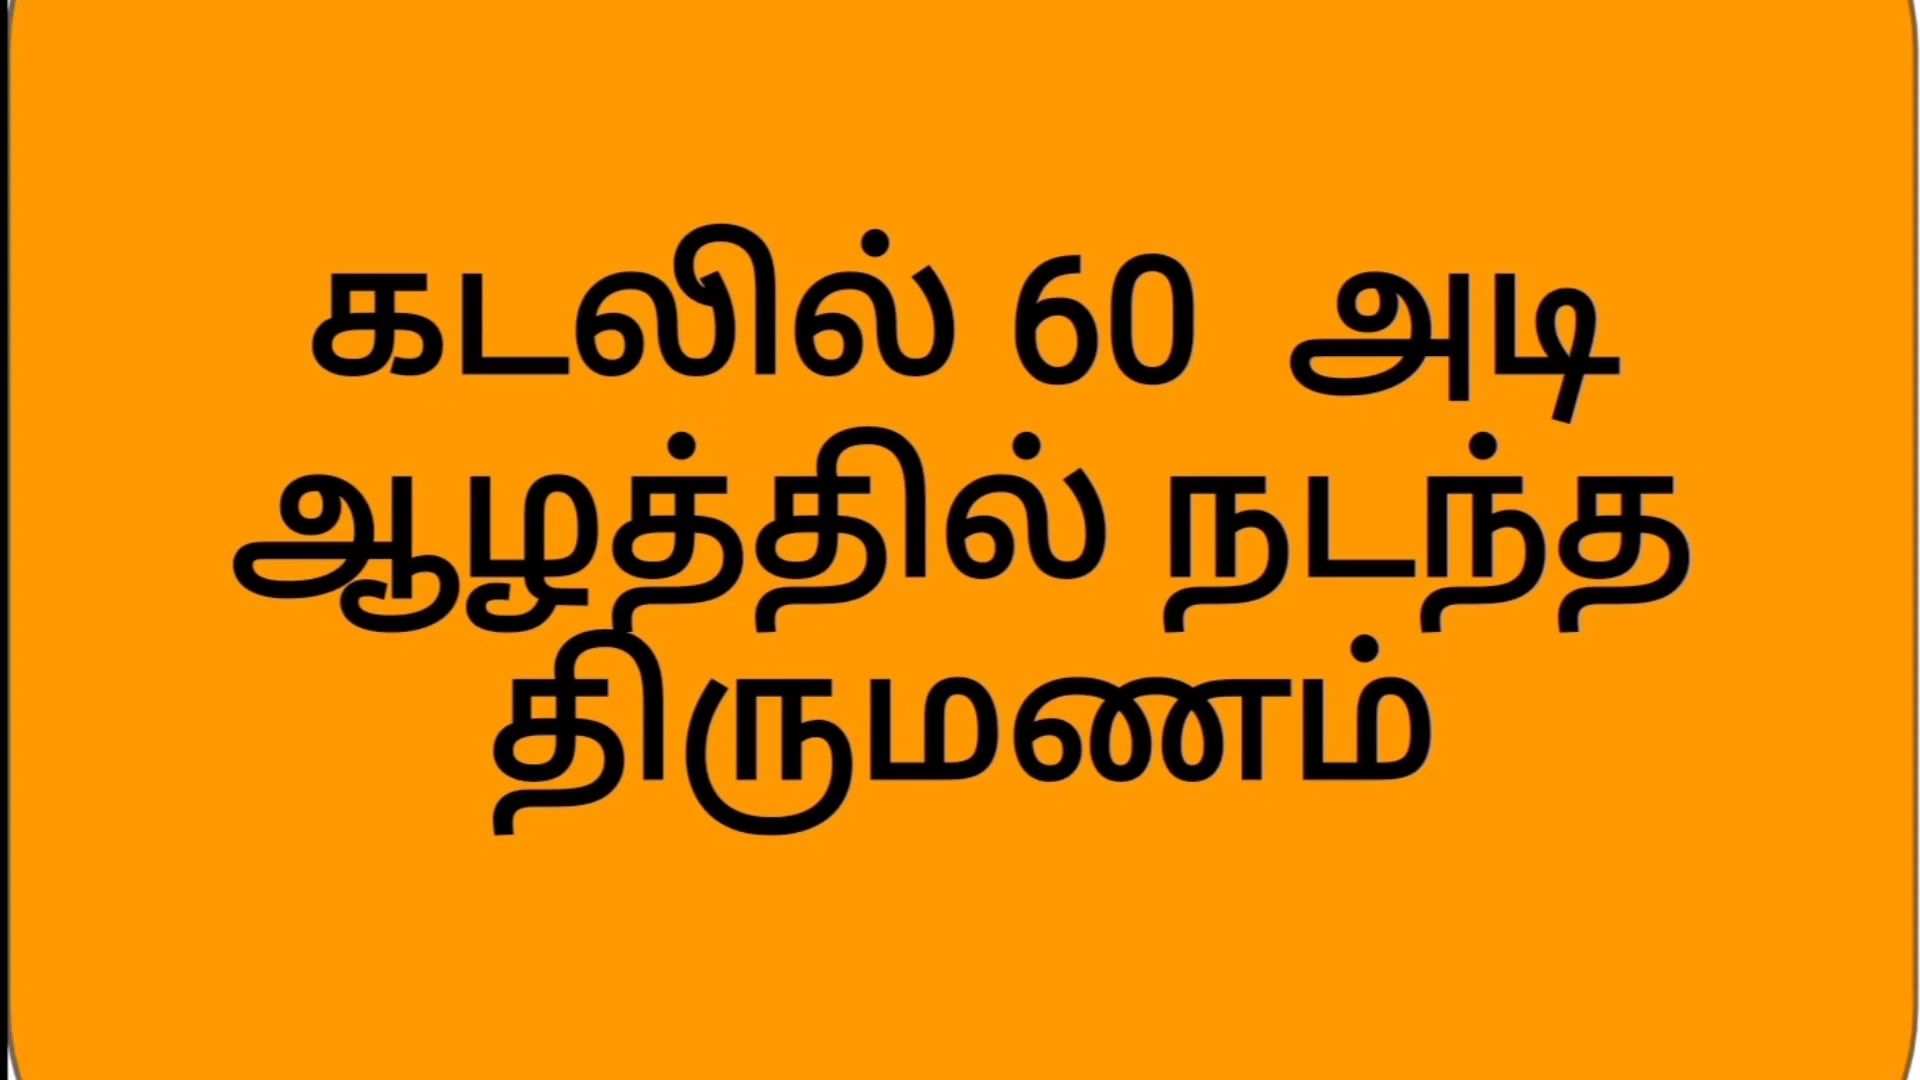 கடலில் 60 அடி
ஆழத்தில் நடந்த
திருமணம்